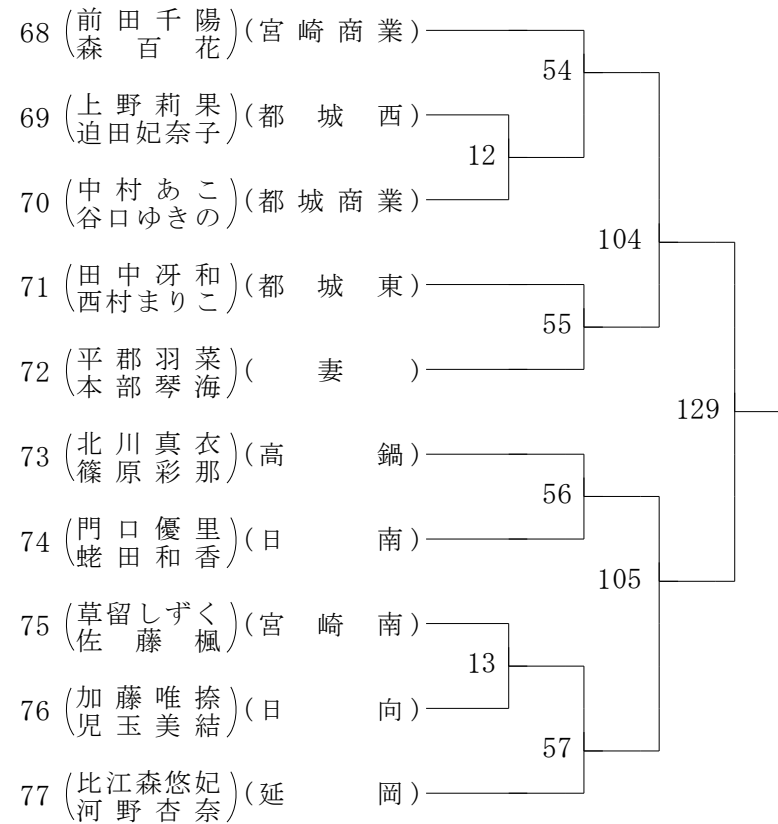 68 (前田千陽 森百花)(宮崎商業)
54
69 (上野莉果 迫田妃奈子)(都城西)
12
70 (中村あこ 谷口ゆきの)(都城商業)
104
71 (田中冴和 西村まりこ)(都城東)
55
72 (平郡羽菜 本部琴海)(妻)
129
73 (北川真衣 篠原彩那)(高鍋)
56
74 (門口優里 蛯田和香)(日南)
105
75 (草留しずく 佐藤楓)(宮崎南)
13
76 (加藤唯捺 児玉美結)(日向)
57
77 (比江森悠妃 河野杏奈)(延岡)